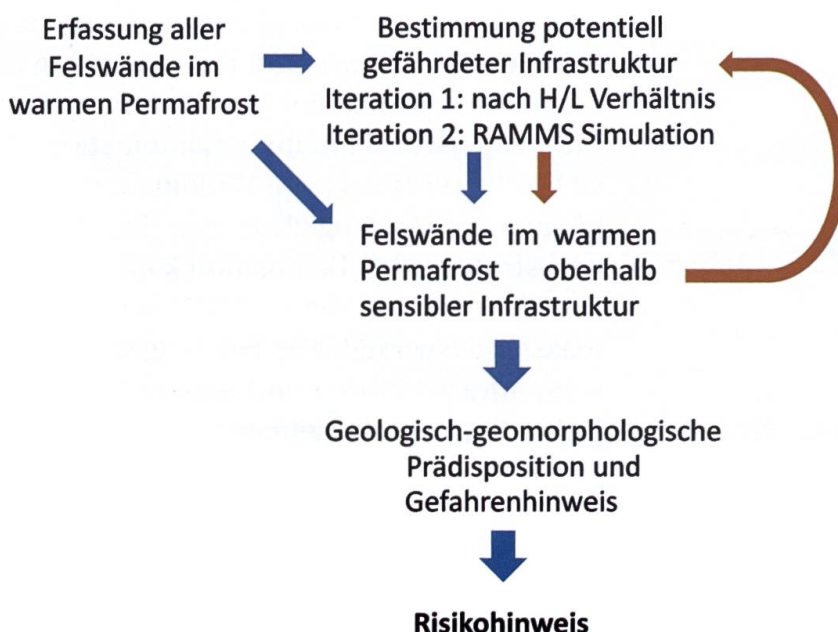 Erfassung aller
Felswände im
warmen Permafrost
Bestimmung potentiell
gefährdeter Infrastruktur
Iteration 1: nach H/L Verhältnis
Iteration 2: RAMMS Simulation
Felswände im warmen
Permafrost oberhalb
sensibler Infrastruktur
Geologisch-geomorphologische
Prädisposition und
Gefahrenhinweis
Risikohinweis